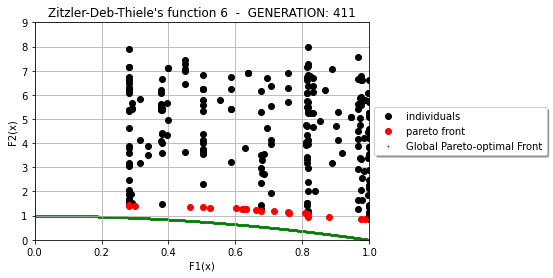 Zitzler-Deb-Thiele's function 6  -  GENERATION: 411
9
8
7
6
5
4
3
2
1
0
F2(x)
0.0 0.2 0.4 0.6 0.8 1.0
F1(x)
individuals
pareto front
Global Pareto-optimal Front